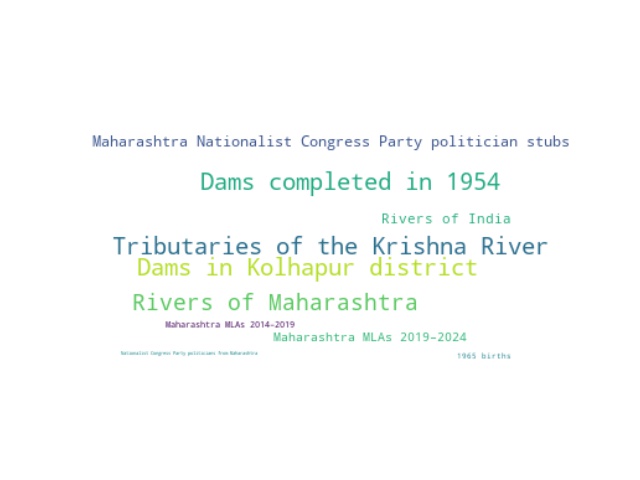 Maharashtra Nationalist Congress Party politician stubs
Dams completed in 1954
Rivers of India
Tributaries of the Krishna River
Dams in Kolhapur district
Rivers of Maharashtra
Maharashtra MLAs 2014–2019
Maharashtra MLAs 2019–2024
Nationalist Congress Party politicians from Maharashtra
1965 births